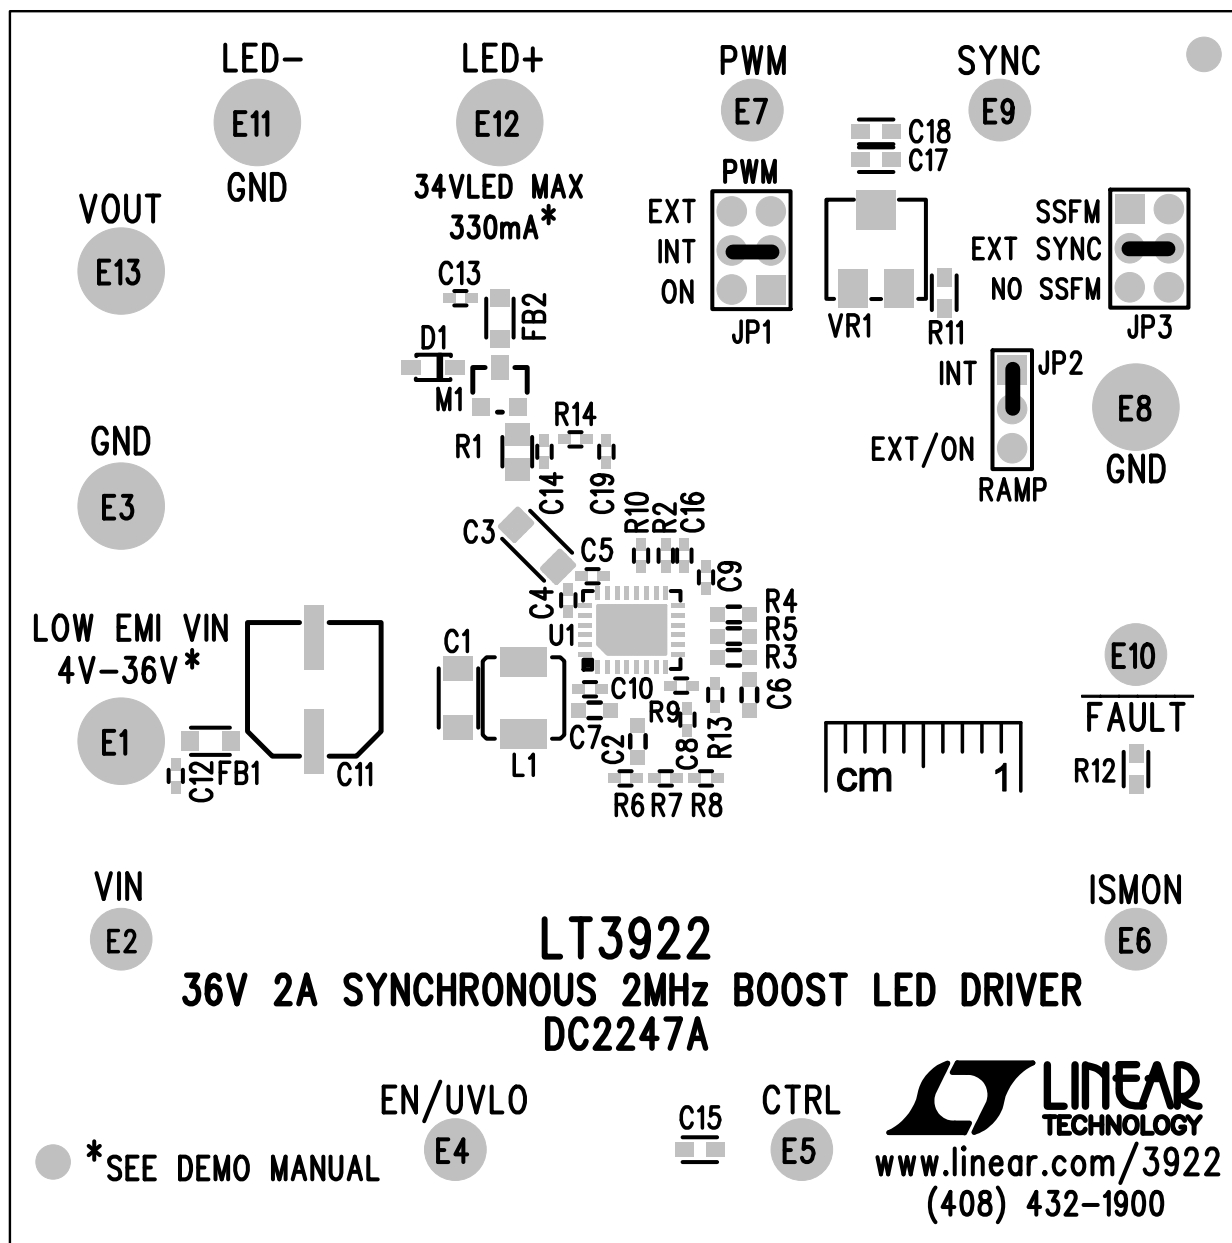 LED-
LED+
PWM
SYNC
E11
E12
E7
E9
GND
34VLED MAX
330mA*
C18
C17
PWM
EXT
INT
ON
JP1
VR1
R11
SSFM
EXT SYNC
NO SSFM
JP3
VOUT
E13
C13
FB2
D1
M1
INT
JP2
EXT/ON
RAMP
E8
GND
GND
E3
R1
R14
C14
C19
C3
C5
C4
R10
R2
C16
C9
U1
R4
R5
R3
LOW EMI VIN
4V-36V*
E1
FB1
C12
C11
C1
L1
C10
C7
C2
R9
C8
R13
C6
R6
R7
R8
cm 1
E10
FAULT
R12
VIN
E2
ISMON
E6
LT3922
36V 2A SYNCHRONOUS 2MHz BOOST LED DRIVER
DC2247A
EN/UVLO
E4
C15
CTRL
E5
*SEE DEMO MANUAL
LINEAR
TECHNOLOGY
www.linear.com/3922
(408) 432-1900